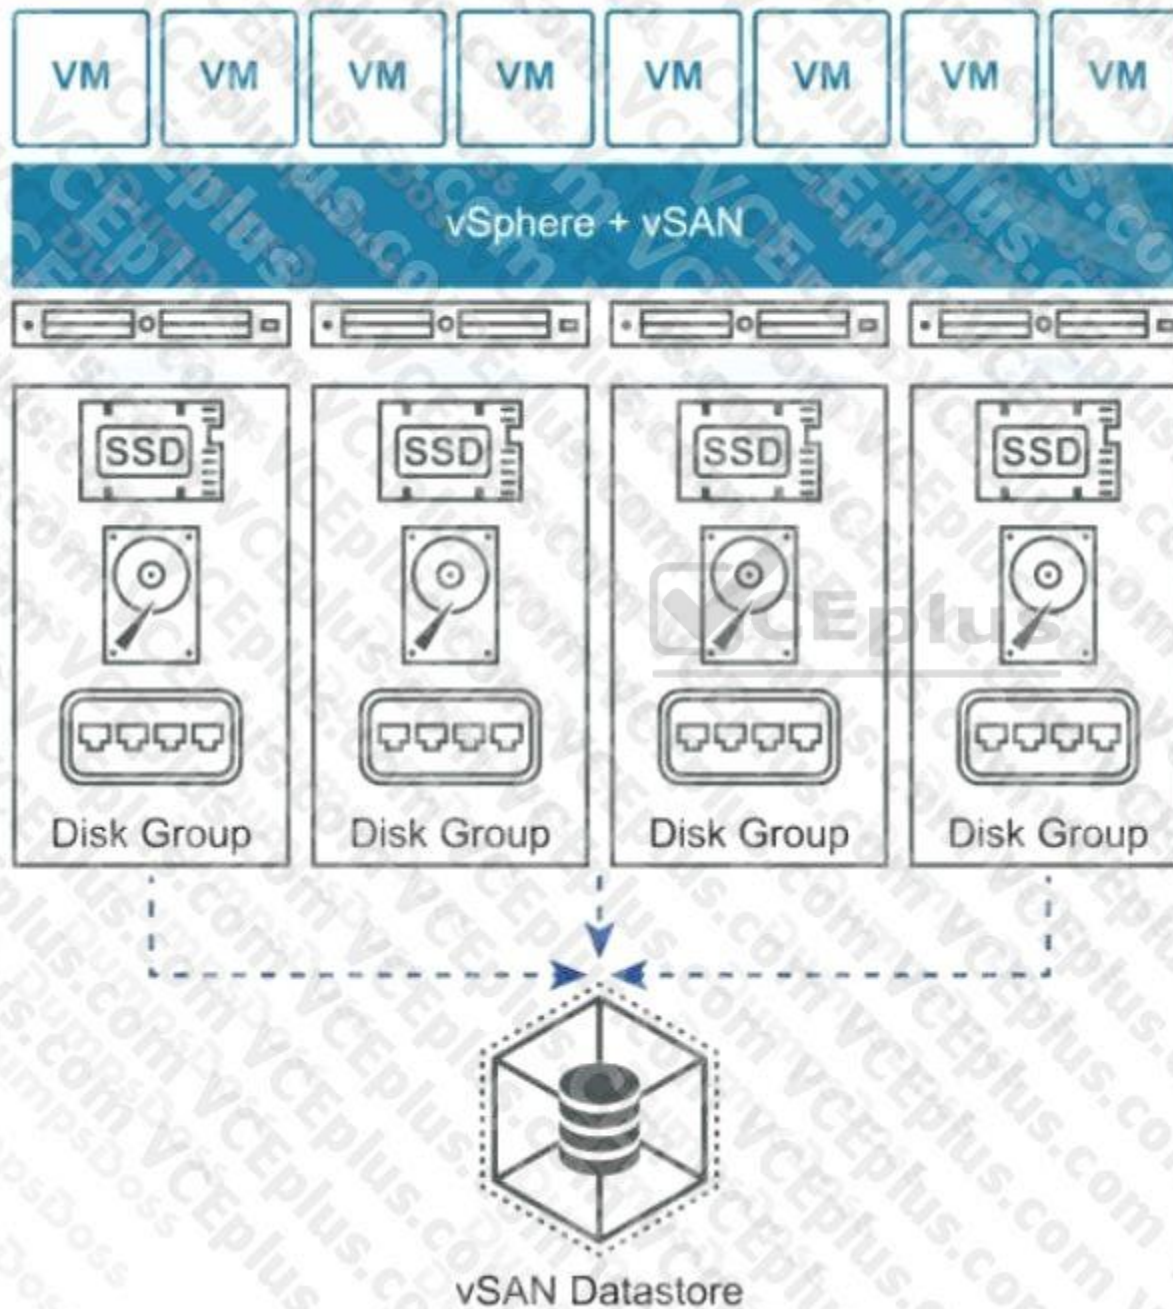 VM VM VM VM VM VM VM VM
vSphere + vSAN
SSD SSD SSD SSD
CEplus
Disk Group Disk Group Disk Group Disk Group
vSAN Datastore